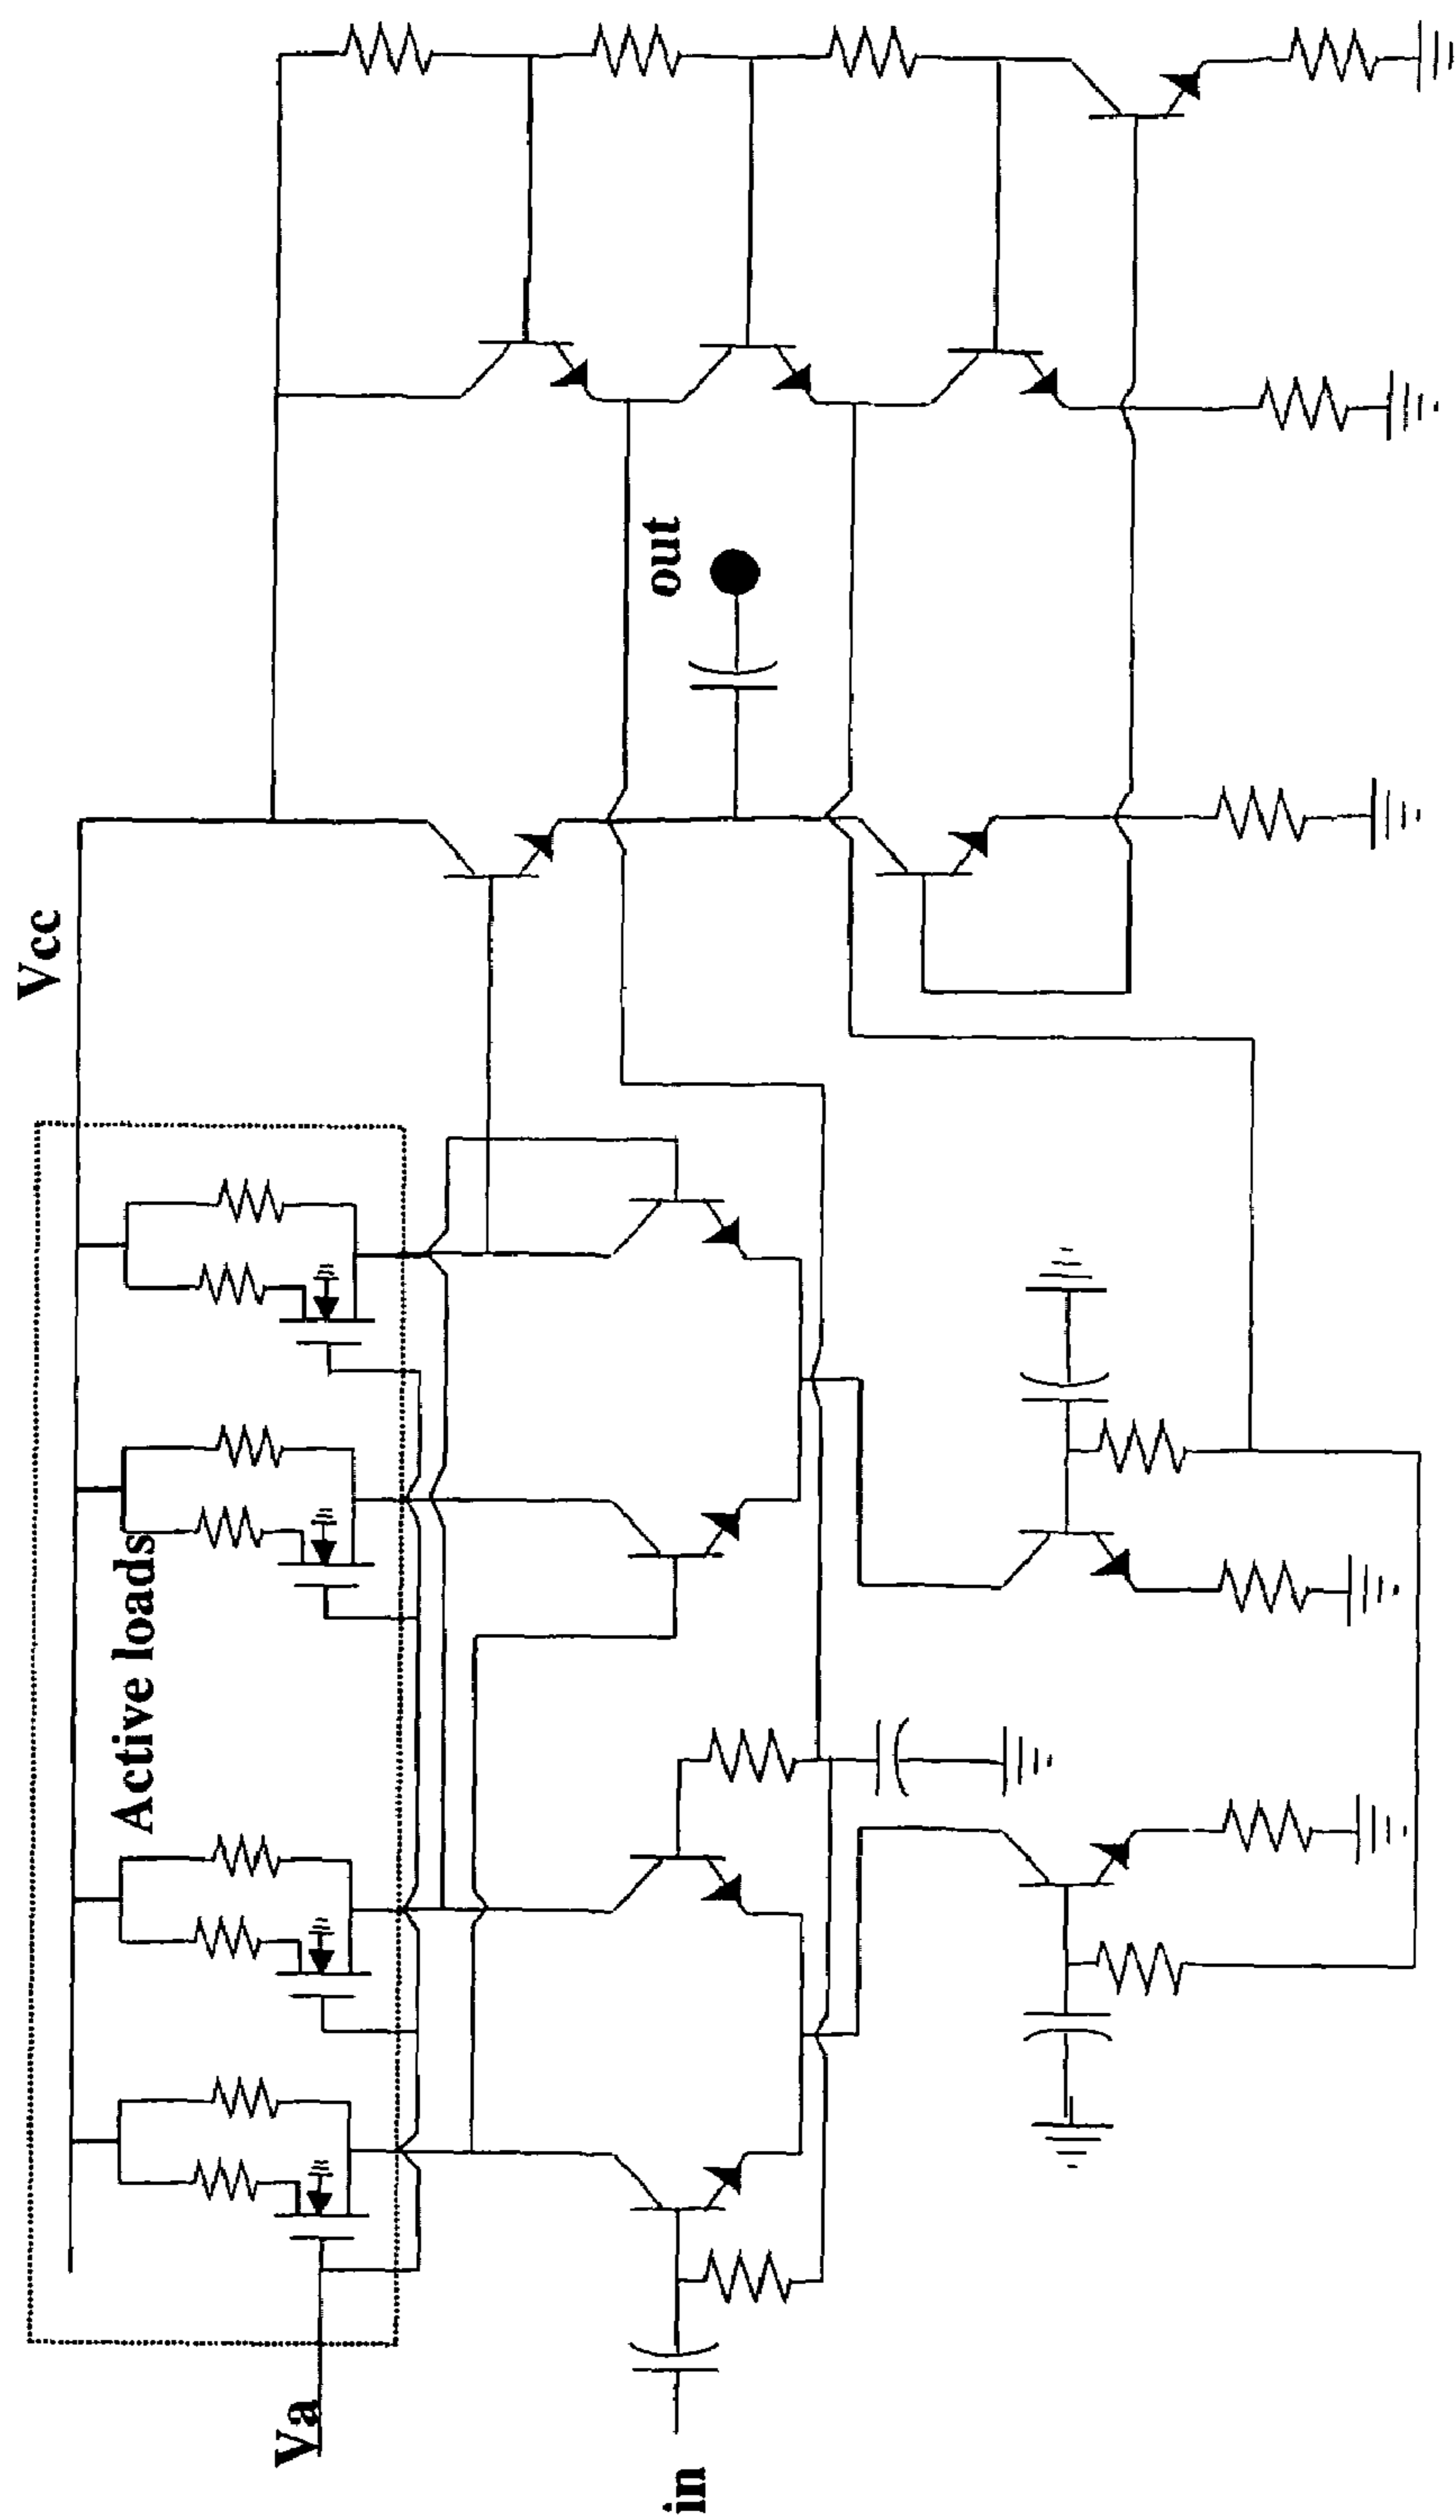 Vcc
Active loads
out
Va
in